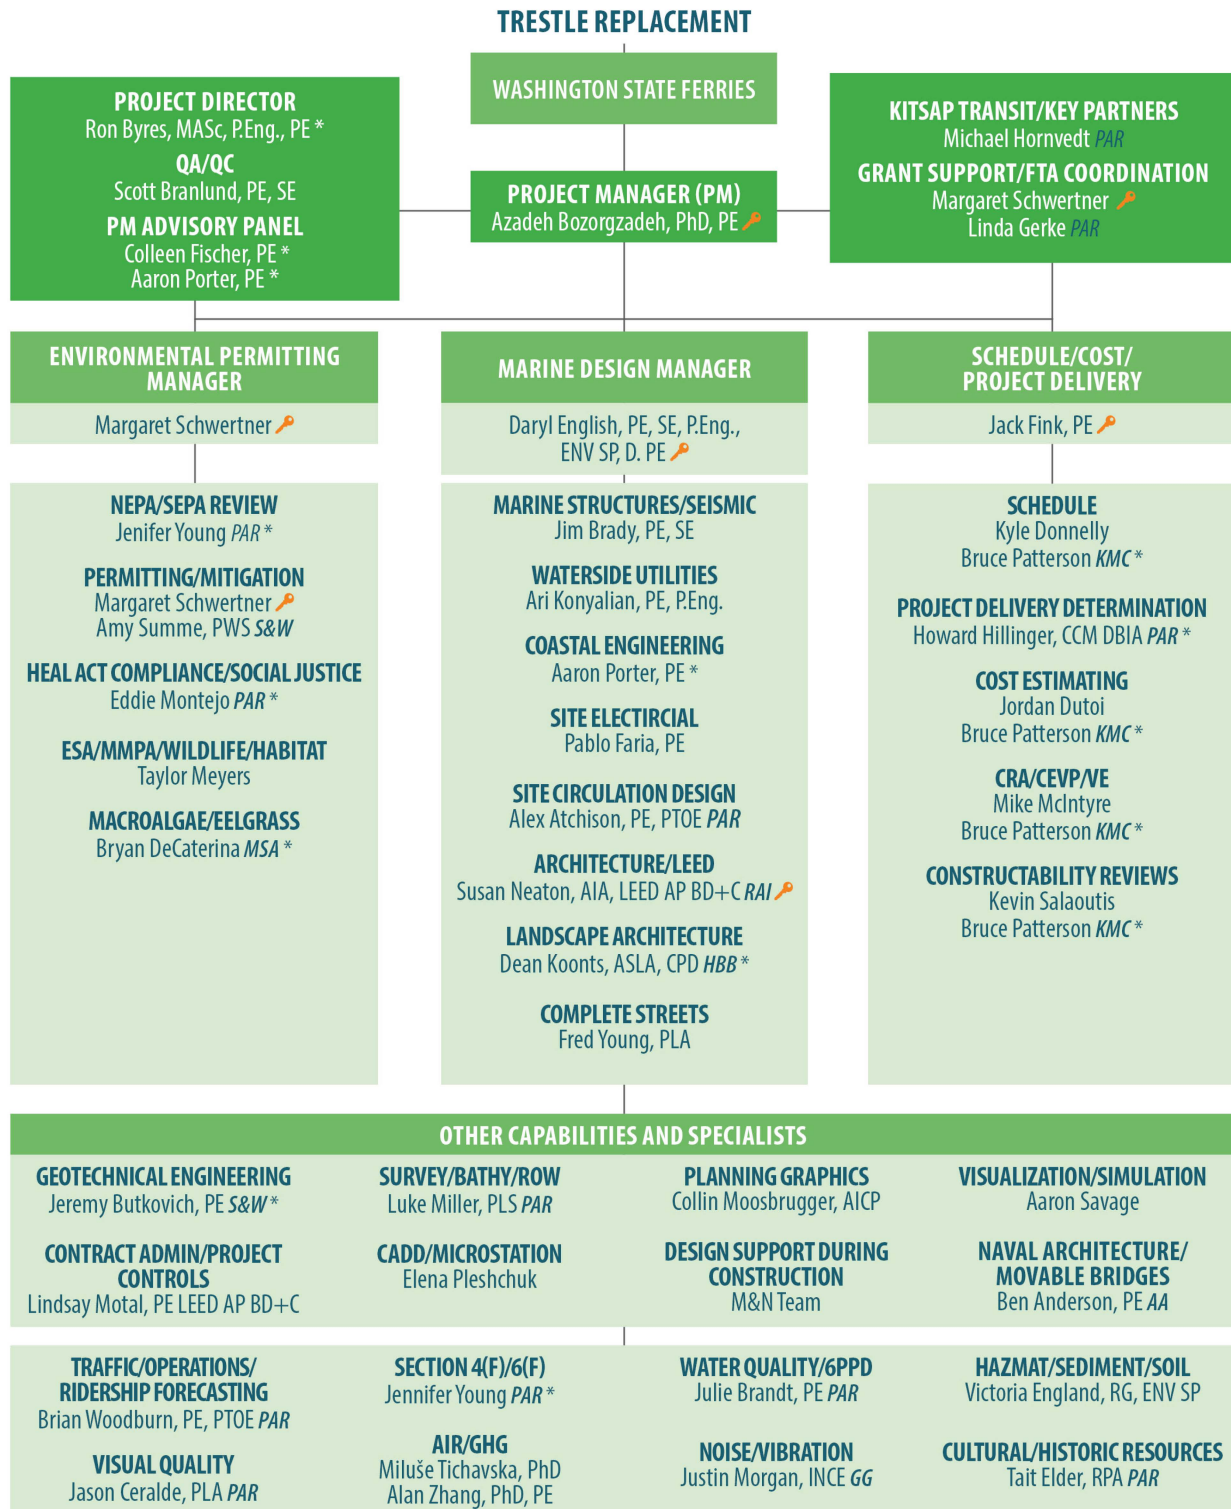 TRESTLE REPLACEMENT
WASHINGTON STATE FERRIES
PROJECT DIRECTOR
Ron Byres, MASc, P.Eng., PE *
QA/QC
Scott Branlund, PE, SE
PM ADVISORY PANEL
Colleen Fischer, PE *
Aaron Porter, PE *
PROJECT MANAGER (PM)
Azadeh Bozorgzadeh, PhD, PE
KITSAP TRANSIT/KEY PARTNERS
Michael Hornvedt PAR
GRANT SUPPORT/FTA COORDINATION
Margaret Schwertner
Linda Gerke PAR
ENVIRONMENTAL PERMITTING
MANAGER
Margaret Schwertner
NEPA/SEPA REVIEW
Jenifer Young PAR *
PERMITTING/MITIGATION
Margaret Schwertner
Amy Summe, PWS S&W
HEAL ACT COMPLIANCE/SOCIAL JUSTICE
Eddie Montejo PAR *
ESA/MMPA/WILDLIFE/HABITAT
Taylor Meyers
MACROALGAE/EELGRASS
Bryan DeCaterina MSA *
MARINE DESIGN MANAGER
Daryl English, PE, SE, P.Eng.,
ENV SP, D. PE
MARINE STRUCTURES/SEISMIC
Jim Brady, PE, SE
WATERSIDE UTILITIES
Ari Konyalian, PE, P.Eng.
COASTAL ENGINEERING
Aaron Porter, PE *
SITE ELECTIRCIAL
Pablo Faria, PE
SITE CIRCULATION DESIGN
Alex Atchison, PE, PTOE PAR
ARCHITECTURE/LEED
Susan Neaton, AIA, LEED AP BD+C RAI
LANDSCAPE ARCHITECTURE
Dean Koonts, ASLA, CPD HBB *
COMPLETE STREETS
Fred Young, PLA
SCHEDULE/COST/
PROJECT DELIVERY
Jack Fink, PE
SCHEDULE
Kyle Donnelly
Bruce Patterson KMC *
PROJECT DELIVERY DETERMINATION
Howard Hillinger, CCM DBIA PAR *
COST ESTIMATING
Jordan Dutoi
Bruce Patterson KMC *
CRA/CEVP/VE
Mike McIntyre
Bruce Patterson KMC *
CONSTRUCTABILITY REVIEWS
Kevin Salaoutis
Bruce Patterson KMC *
OTHER CAPABILITIES AND SPECIALISTS
GEOTECHNICAL ENGINEERING
Jeremy Butkovich, PE S&W *
SURVEY/BATHY/ROW
Luke Miller, PLS PAR
PLANNING GRAPHICS
Collin Moosbrugger, AICP
VISUALIZATION/SIMULATION
Aaron Savage
CONTRACT ADMIN/PROJECT
CONTROLS
Lindsay Motal, PE LEED AP BD+C
CADD/MICROSTATION
Elena Pleshchuk
DESIGN SUPPORT DURING
CONSTRUCTION
M&N Team
NAVAL ARCHITECTURE/
MOVABLE BRIDGES
Ben Anderson, PE AA
TRAFFIC/OPERATIONS/
RIDERSHIP FORECASTING
Brian Woodburn, PE, PTOE PAR
SECTION 4(F)/6(F)
Jennifer Young PAR *
WATER QUALITY/6PPD
Julie Brandt, PE PAR
HAZMAT/SEDIMENT/SOIL
Victoria England, RG, ENV SP
VISUAL QUALITY
Jason Ceralde, PLA PAR
AIR/GHG
Miluše Tichavska, PhD
Alan Zhang, PhD, PE
NOISE/VIBRATION
Justin Morgan, INCE GG
CULTURAL/HISTORIC RESOURCES
Tait Elder, RPA PAR